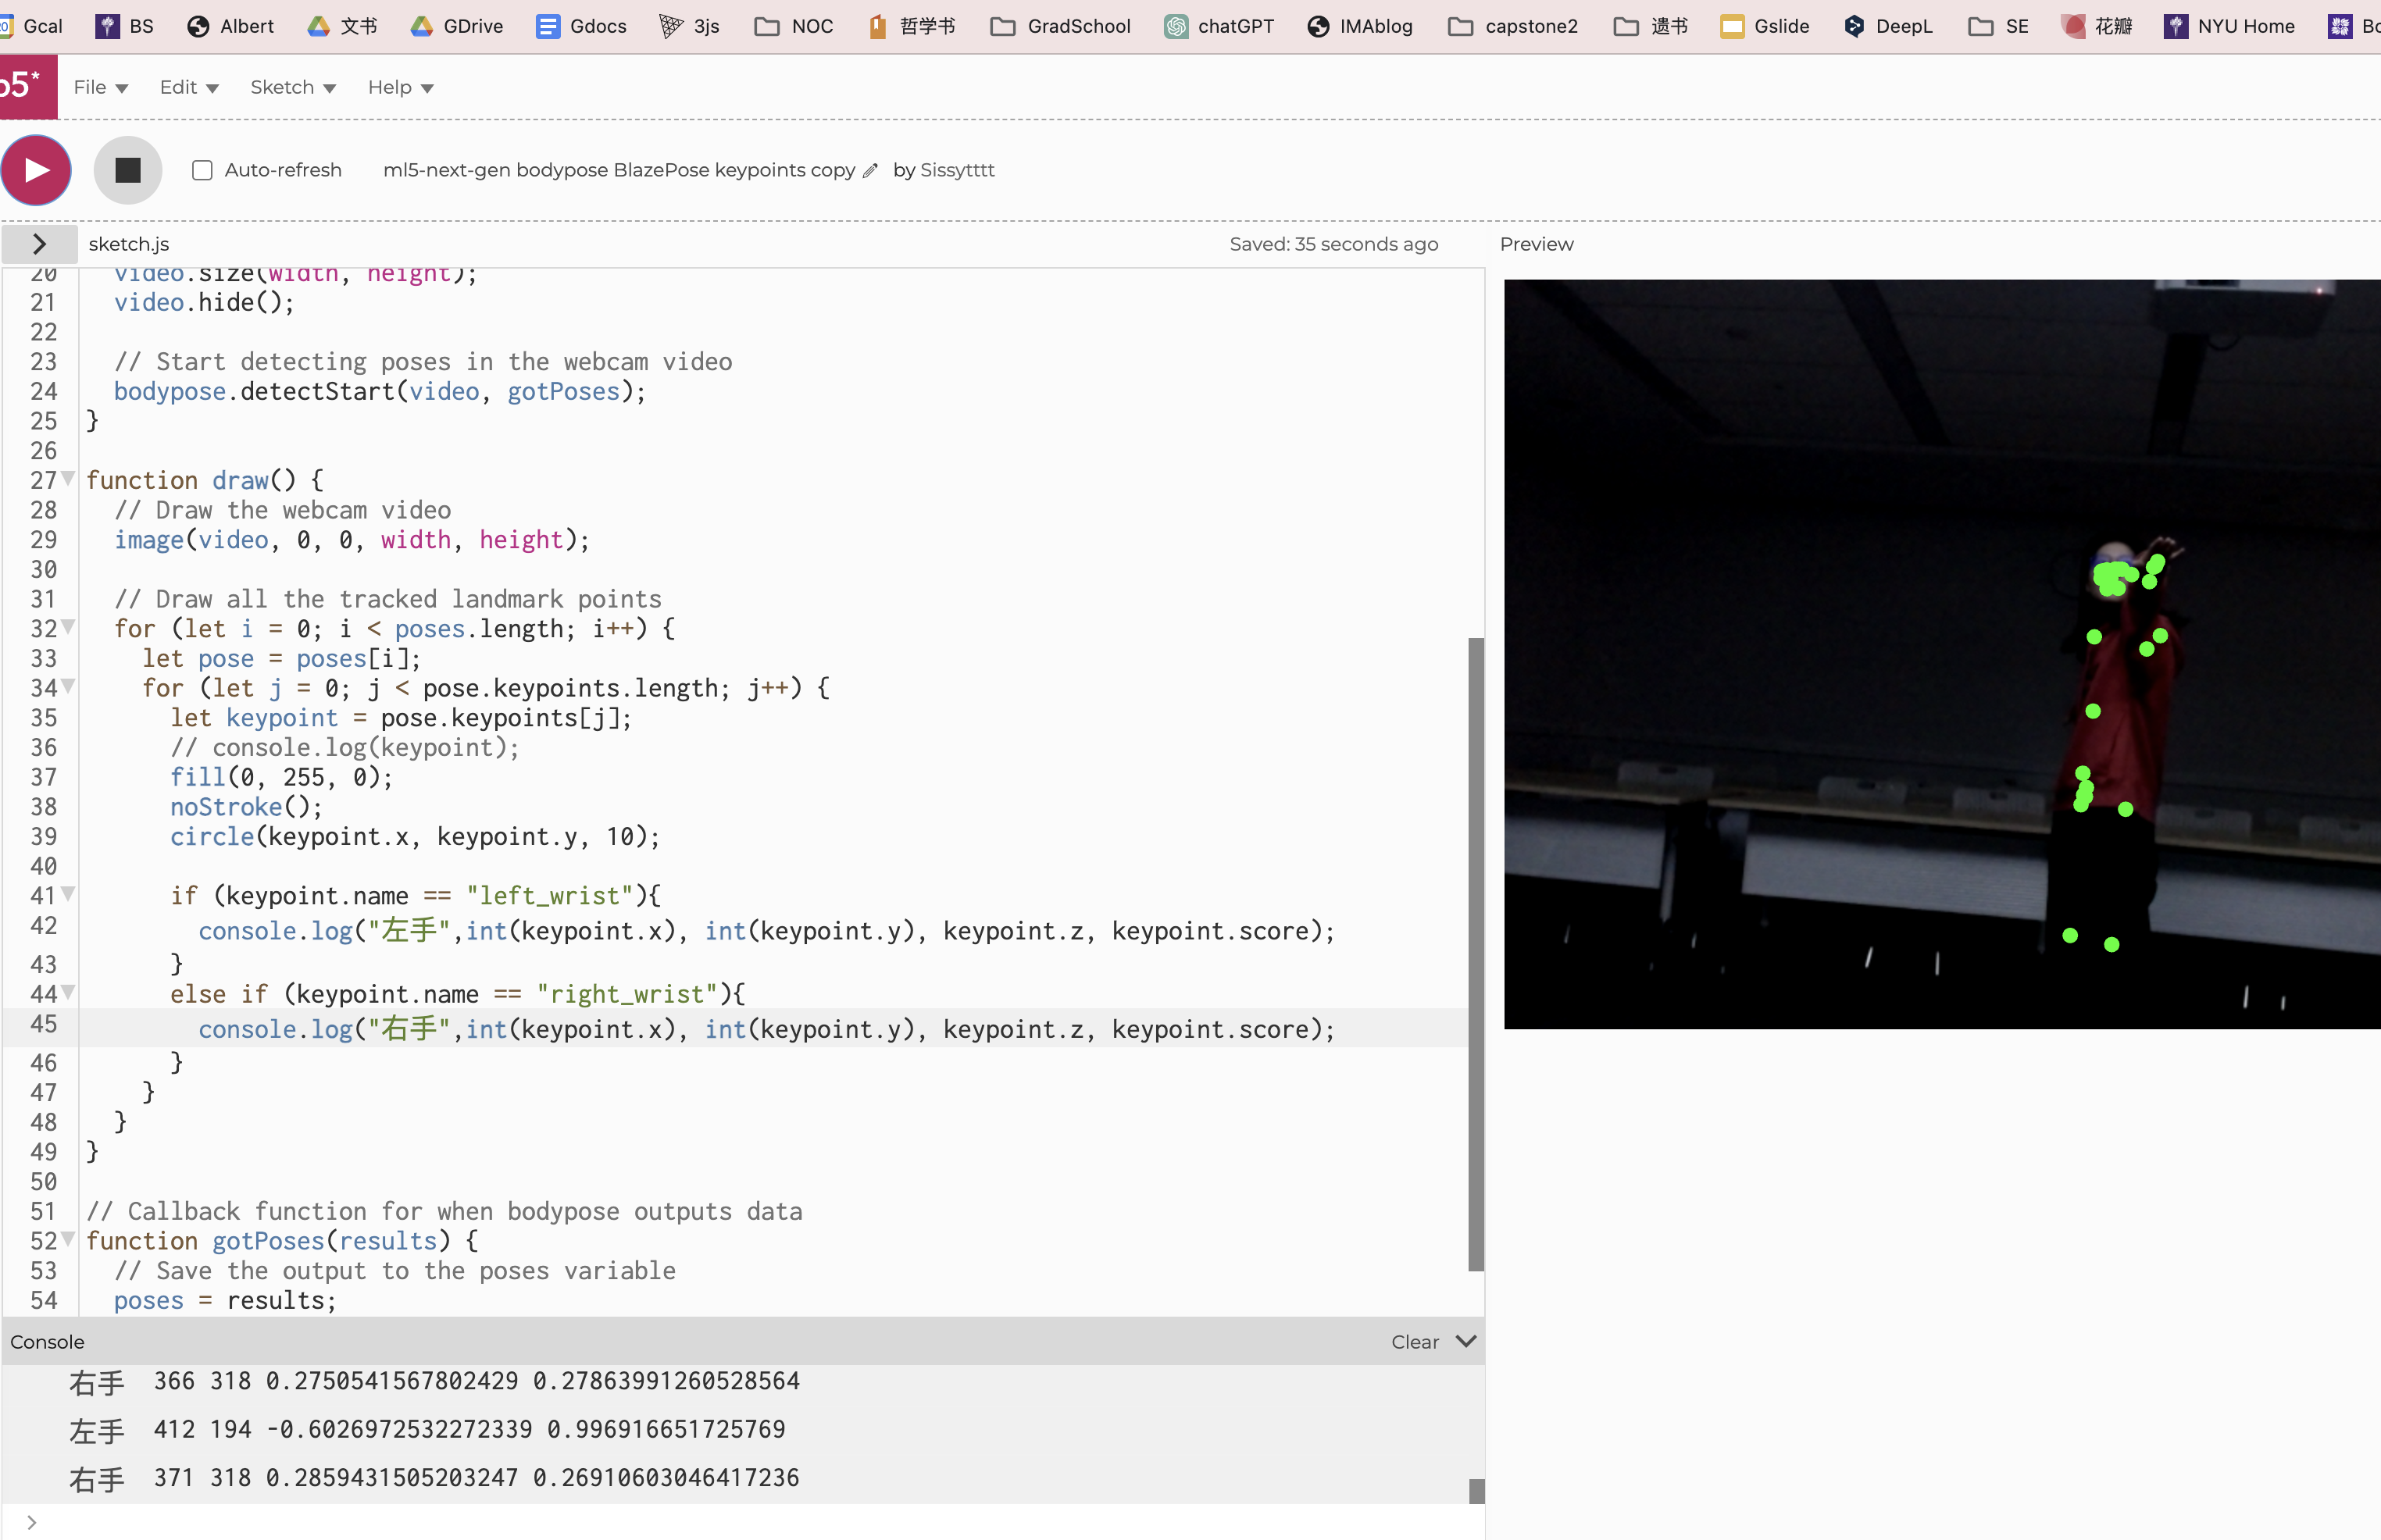 Gcal BS Albert 文书 GDrive Gdocs 3js NOC 哲学书 GradSchool chatGPT IMAblog capstone2 遗书 Gslide DeepL SE 花瓣 NYU Home
p5* File Edit Sketch Help
Auto-refresh ml5-next-gen bodypose BlazePose keypoints copy by Sissytttt
sketch.js Saved: 35 seconds ago Preview
20 video.size(width, height);
21 video.hide();
22
23 // Start detecting poses in the webcam video
24 bodypose.detectStart(video, gotPoses);
25 }
26
27 function draw() {
28 // Draw the webcam video
29 image(video, 0, 0, width, height);
30
31 // Draw all the tracked landmark points
32 for (let i = 0; i < poses.length; i++) {
33 let pose = poses[i];
34 for (let j = 0; j < pose.keypoints.length; j++) {
35 let keypoint = pose.keypoints[j];
36 // console.log(keypoint);
37 fill(0, 255, 0);
38 noStroke();
39 circle(keypoint.x, keypoint.y, 10);
40
41 if (keypoint.name == "left_wrist"){
42 console.log("左手",int(keypoint.x), int(keypoint.y), keypoint.z, keypoint.score);
43 }
44 else if (keypoint.name == "right_wrist"){
45 console.log("右手",int(keypoint.x), int(keypoint.y), keypoint.z, keypoint.score);
46 }
47 }
48 }
49 }
50
51 // Callback function for when bodypose outputs data
52 function gotPoses(results) {
53 // Save the output to the poses variable
54 poses = results;
Console Clear
右手 366 318 0.2750541567802429 0.27863991260528564
左手 412 194 -0.6026972532272339 0.996916651725769
右手 371 318 0.2859431505203247 0.26910603046417236